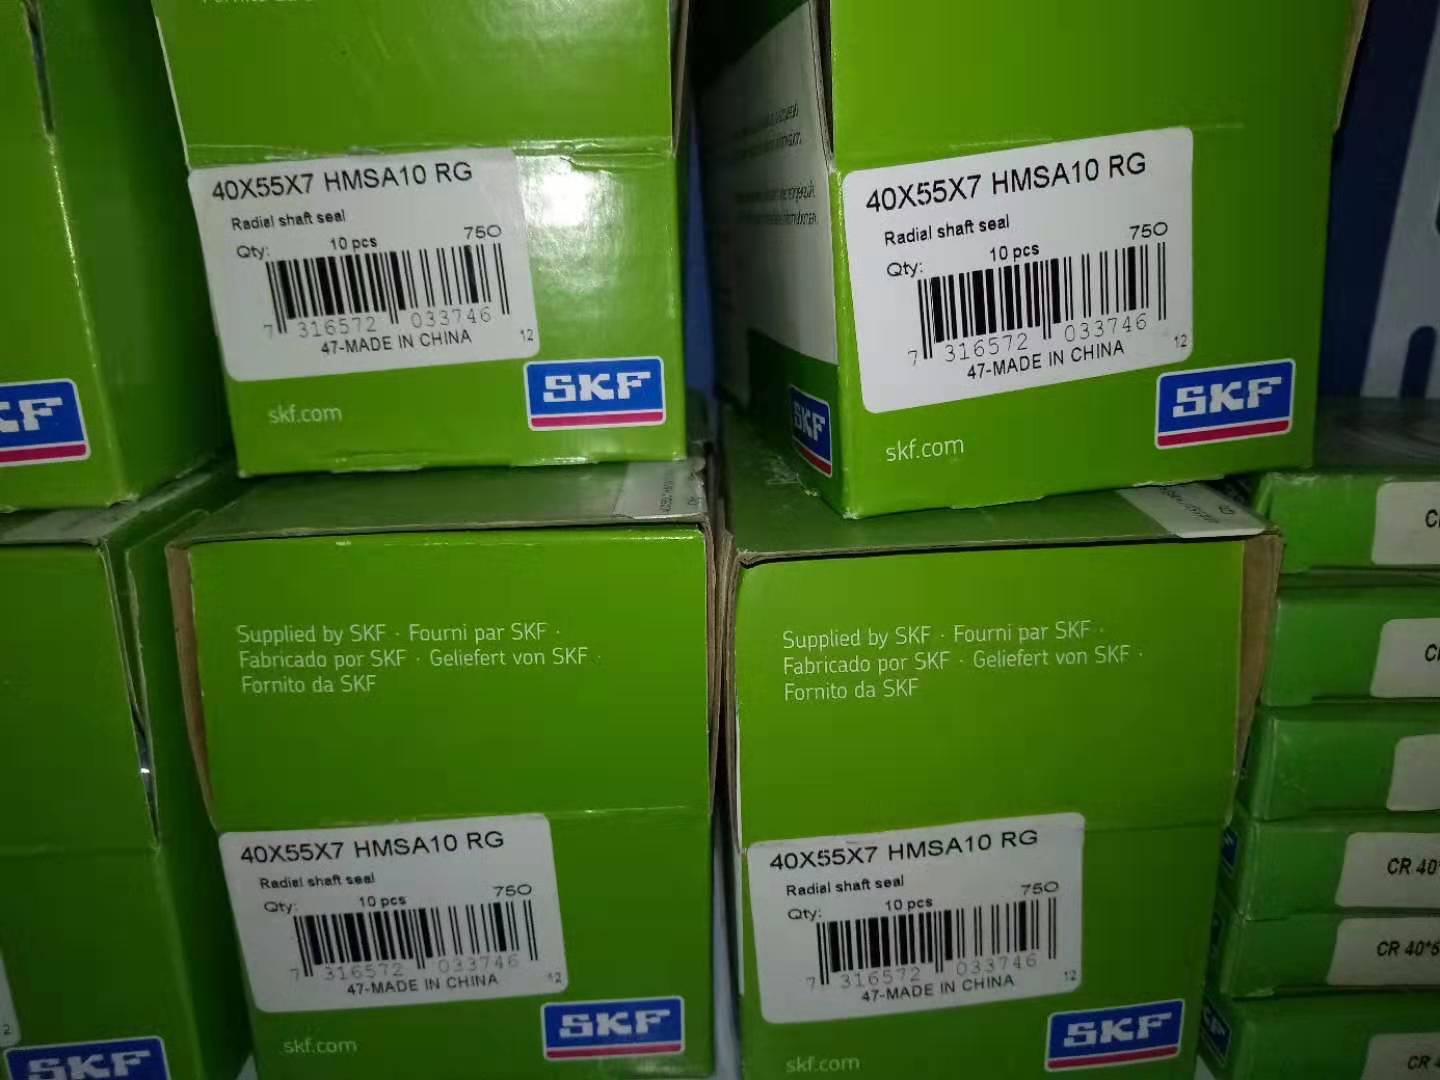 40X55X7 HMSA10 RG
Radial shaft seal
750
Qty: 10 pcs
7 316572 033746
47-MADE IN CHINA
12
SKF
skf.com
40X55X7 HMSA10 RG
Radial shaft seal
750
Qty: 10 pcs
7 316572 033746
47-MADE IN CHINA
12
SKF
SKF
skf.com
Supplied by SKF · Fourni par SKF ·
Fabricado por SKF · Geliefert von SKF ·
Fornito da SKF
Supplied by SKF · Fourni par SKF ·
Fabricado por SKF · Geliefert von SKF ·
Fornito da SKF
40X55X7 HMSA10 RG
Radial shaft seal
750
Qty: 10 pcs
7 316572 033746
47-MADE IN CHINA
12
SKF
skf.com
40X55X7 HMSA10 RG
Radial shaft seal
750
Qty: 10 pcs
7 316572 033746
47-MADE IN CHINA
12
SKF
skf.com
SKF
CR 40*
CR 40*5
CR